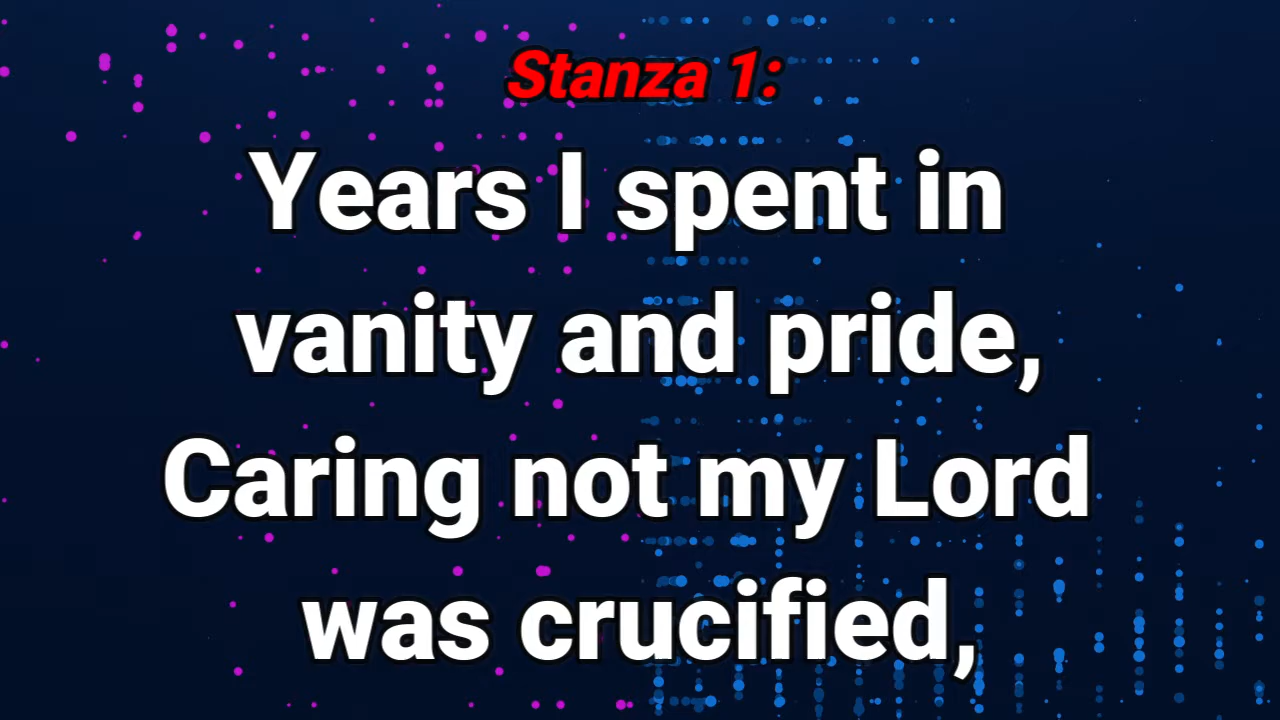 Stanza 1:
Years I spent in
vanity and pride,
Caring not my Lord
was crucified,